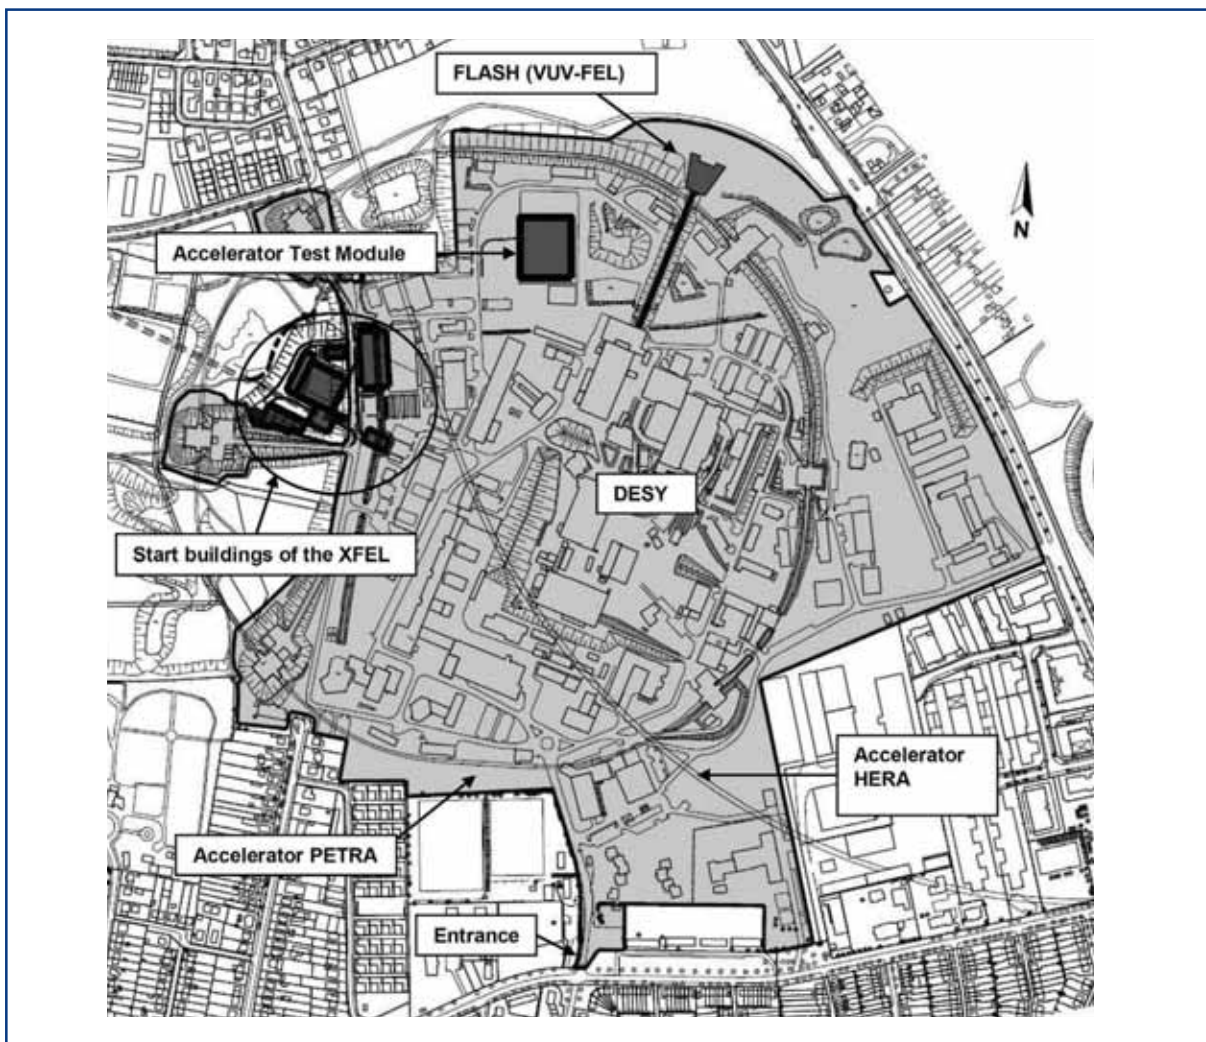 FLASH (VUV-FEL)
N
Accelerator Test Module
DESY
Start buildings of the XFEL
Accelerator
HERA
Accelerator PETRA
Entrance